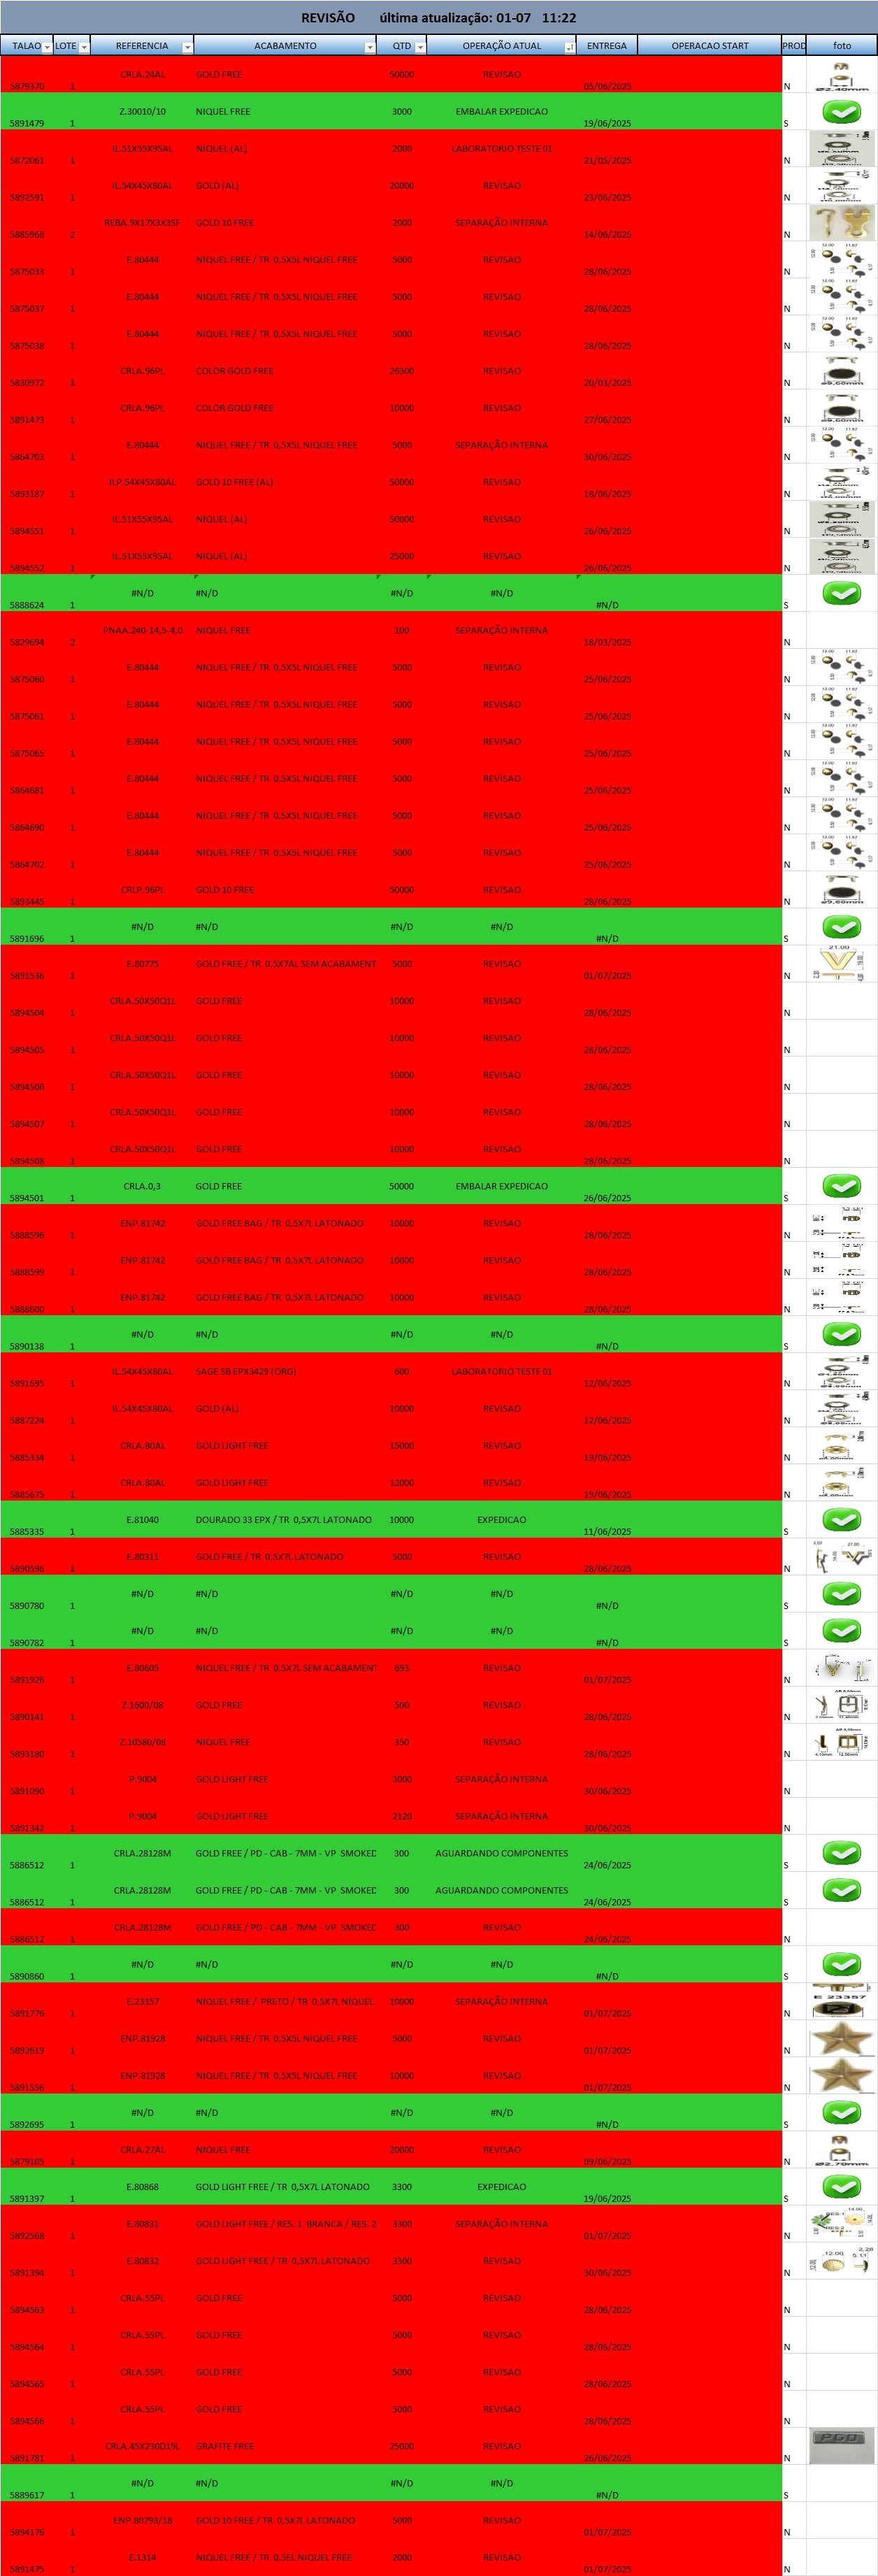 REVISÃO última atualização: 01-07 11:22
TALAO LOTE REFERENCIA ACABAMENTO QTD OPERAÇÃO ATUAL ENTREGA OPERACAO START PROD foto
5879370 1 CRLA.24AL GOLD FREE 50000 REVISAO 05/06/2025 N
5891479 1 Z.30010/10 NIQUEL FREE 3000 EMBALAR EXPEDICAO 19/06/2025 S
5872061 1 IL.51X55X95AL NIQUEL (AL) 2000 LABORATORIO TESTE 01 21/05/2025 N
5892591 1 IL.54X45X80AL GOLD (AL) 20000 REVISAO 23/06/2025 N
5885968 2 REBA.9X17X3X3SF GOLD 10 FREE 2000 SEPARAÇÃO INTERNA 14/06/2025 N
5875033 1 E.80444 NIQUEL FREE / TR 0,5X5L NIQUEL FREE 5000 REVISAO 28/06/2025 N
5875037 1 E.80444 NIQUEL FREE / TR 0,5X5L NIQUEL FREE 5000 REVISAO 28/06/2025 N
5875038 1 E.80444 NIQUEL FREE / TR 0,5X5L NIQUEL FREE 5000 REVISAO 28/06/2025 N
5830972 1 CRLA.96PL COLOR GOLD FREE 26300 REVISAO 20/03/2025 N
5891473 1 CRLA.96PL COLOR GOLD FREE 10000 REVISAO 27/06/2025 N
5864703 1 E.80444 NIQUEL FREE / TR 0,5X5L NIQUEL FREE 5000 SEPARAÇÃO INTERNA 30/06/2025 N
5893187 1 ILP.54X45X80AL GOLD 10 FREE (AL) 50000 REVISAO 18/06/2025 N
5894551 1 IL.51X55X95AL NIQUEL (AL) 50000 REVISAO 26/06/2025 N
5894552 1 IL.51X55X95AL NIQUEL (AL) 25000 REVISAO 26/06/2025 N
5888624 1 #N/D #N/D #N/D #N/D #N/D S
5829694 2 PNAA.240-14,5-4,0 NIQUEL FREE 100 SEPARAÇÃO INTERNA 18/03/2025 N
5875060 1 E.80444 NIQUEL FREE / TR 0,5X5L NIQUEL FREE 5000 REVISAO 25/06/2025 N
5875061 1 E.80444 NIQUEL FREE / TR 0,5X5L NIQUEL FREE 5000 REVISAO 25/06/2025 N
5875065 1 E.80444 NIQUEL FREE / TR 0,5X5L NIQUEL FREE 5000 REVISAO 25/06/2025 N
5864681 1 E.80444 NIQUEL FREE / TR 0,5X5L NIQUEL FREE 5000 REVISAO 25/06/2025 N
5864690 1 E.80444 NIQUEL FREE / TR 0,5X5L NIQUEL FREE 5000 REVISAO 25/06/2025 N
5864702 1 E.80444 NIQUEL FREE / TR 0,5X5L NIQUEL FREE 5000 REVISAO 25/06/2025 N
5893445 1 CRLP.96PL GOLD 10 FREE 50000 REVISAO 28/06/2025 N
5891696 1 #N/D #N/D #N/D #N/D #N/D S
5891536 1 E.80775 GOLD FREE / TR 0,5X7AL SEM ACABAMENT 5000 REVISAO 01/07/2025 N 21.00
5894504 1 CRLA.50X50Q1L GOLD FREE 10000 REVISAO 28/06/2025 N
5894505 1 CRLA.50X50Q1L GOLD FREE 10000 REVISAO 28/06/2025 N
5894506 1 CRLA.50X50Q1L GOLD FREE 10000 REVISAO 28/06/2025 N
5894507 1 CRLA.50X50Q1L GOLD FREE 10000 REVISAO 28/06/2025 N
5894508 1 CRLA.50X50Q1L GOLD FREE 10000 REVISAO 28/06/2025 N
5894501 1 CRLA.0,3 GOLD FREE 50000 EMBALAR EXPEDICAO 26/06/2025 S
5888596 1 ENP.81742 GOLD FREE BAG / TR 0,5X7L LATONADO 10000 REVISAO 28/06/2025 N
5888599 1 ENP.81742 GOLD FREE BAG / TR 0,5X7L LATONADO 10000 REVISAO 28/06/2025 N
5888600 1 ENP.81742 GOLD FREE BAG / TR 0,5X7L LATONADO 10000 REVISAO 28/06/2025 N
5890138 1 #N/D #N/D #N/D #N/D #N/D S
5891695 1 IL.54X45X80AL SAGE SB EPX3429 (ORG) 600 LABORATORIO TESTE 01 12/06/2025 N
5887224 1 IL.54X45X80AL GOLD (AL) 10000 REVISAO 12/06/2025 N
5885334 1 CRLA.80AL GOLD LIGHT FREE 15000 REVISAO 19/06/2025 N
5885675 1 CRLA.80AL GOLD LIGHT FREE 12000 REVISAO 19/06/2025 N
5885335 1 E.81040 DOURADO 33 EPX / TR 0,5X7L LATONADO 10000 EXPEDICAO 11/06/2025 S
5890596 1 E.80311 GOLD FREE / TR 0,5X7L LATONADO 5000 REVISAO 28/06/2025 N
5890780 1 #N/D #N/D #N/D #N/D #N/D S
5890782 1 #N/D #N/D #N/D #N/D #N/D S
5891926 1 E.80605 NIQUEL FREE / TR 0,5X7L SEM ACABAMENT 693 REVISAO 01/07/2025 N
5890141 1 Z.1600/08 GOLD FREE 500 REVISAO 28/06/2025 N
5893180 1 Z.10580/08 NIQUEL FREE 350 REVISAO 28/06/2025 N
5891090 1 P.9004 GOLD LIGHT FREE 3000 SEPARAÇÃO INTERNA 30/06/2025 N
5891342 1 P.9004 GOLD LIGHT FREE 2120 SEPARAÇÃO INTERNA 30/06/2025 N
5886512 1 CRLA.28128M GOLD FREE / PD - CAB - 7MM - VP SMOKED 300 AGUARDANDO COMPONENTES 24/06/2025 S
5886512 1 CRLA.28128M GOLD FREE / PD - CAB - 7MM - VP SMOKED 300 AGUARDANDO COMPONENTES 24/06/2025 S
5886512 1 CRLA.28128M GOLD FREE / PD - CAB - 7MM - VP SMOKED 300 REVISAO 24/06/2025 N
5890860 1 #N/D #N/D #N/D #N/D #N/D S
5891776 1 E.23357 NIQUEL FREE / PRETO / TR 0,5X7L NIQUEL 10000 SEPARAÇÃO INTERNA 01/07/2025 N E 23357
5892619 1 ENP.81928 NIQUEL FREE / TR 0,5X5L NIQUEL FREE 5000 REVISAO 01/07/2025 N
5891556 1 ENP.81928 NIQUEL FREE / TR 0,5X5L NIQUEL FREE 10000 REVISAO 01/07/2025 N
5892695 1 #N/D #N/D #N/D #N/D #N/D S
5879105 1 CRLA.27AL NIQUEL FREE 20000 REVISAO 09/06/2025 N
5891397 1 E.80868 GOLD LIGHT FREE / TR 0,5X7L LATONADO 3300 EXPEDICAO 19/06/2025 S
5892568 1 E.80831 GOLD LIGHT FREE / RES. 1 BRANCA / RES. 2 3300 SEPARAÇÃO INTERNA 01/07/2025 N
5891394 1 E.80832 GOLD LIGHT FREE / TR 0,5X7L LATONADO 3300 REVISAO 30/06/2025 N 12.00
5894563 1 CRLA.55PL GOLD FREE 5000 REVISAO 28/06/2025 N
5894564 1 CRLA.55PL GOLD FREE 5000 REVISAO 28/06/2025 N
5894565 1 CRLA.55PL GOLD FREE 5000 REVISAO 28/06/2025 N
5894566 1 CRLA.55PL GOLD FREE 5000 REVISAO 28/06/2025 N
5891781 1 CRLA.45X230D19L GRAFITE FREE 25000 REVISAO 26/06/2025 N
5889617 1 #N/D #N/D #N/D #N/D #N/D S
5894176 1 ENP.80793/18 GOLD 10 FREE / TR 0,5X7L LATONADO 5000 REVISAO 01/07/2025 N
5891475 1 E.1314 NIQUEL FREE / TR 0,5EL NIQUEL FREE 2000 REVISAO 01/07/2025 N